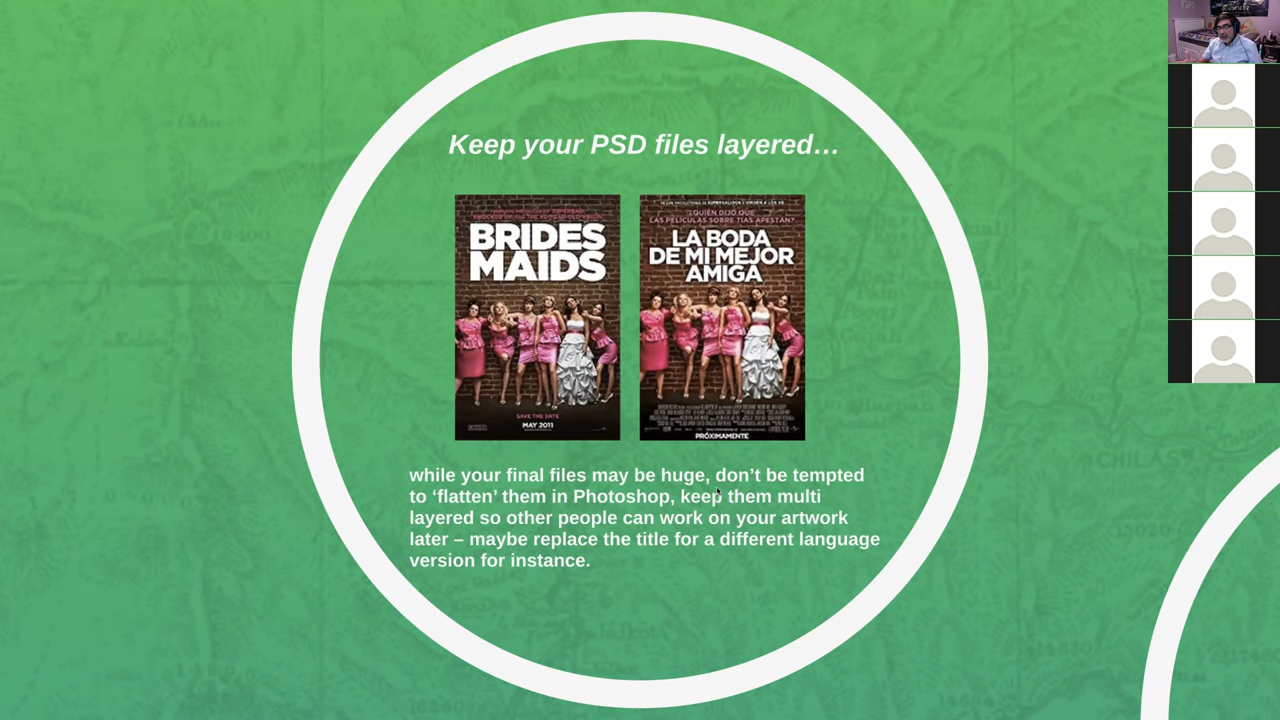 Keep your PSD files layered…
BRIDES
MAIDS
SAVE THE DATE
MAY 2011
¿QUIÉN DIJO QUE
LAS PELÍCULAS SOBRE TÍAS APESTAN?
LA BODA
DE MI MEJOR
AMIGA
PRÓXIMAMENTE
while your final files may be huge, don’t be tempted
to ‘flatten’ them in Photoshop, keep them multi
layered so other people can work on your artwork
later – maybe replace the title for a different language
version for instance.
CHILAS